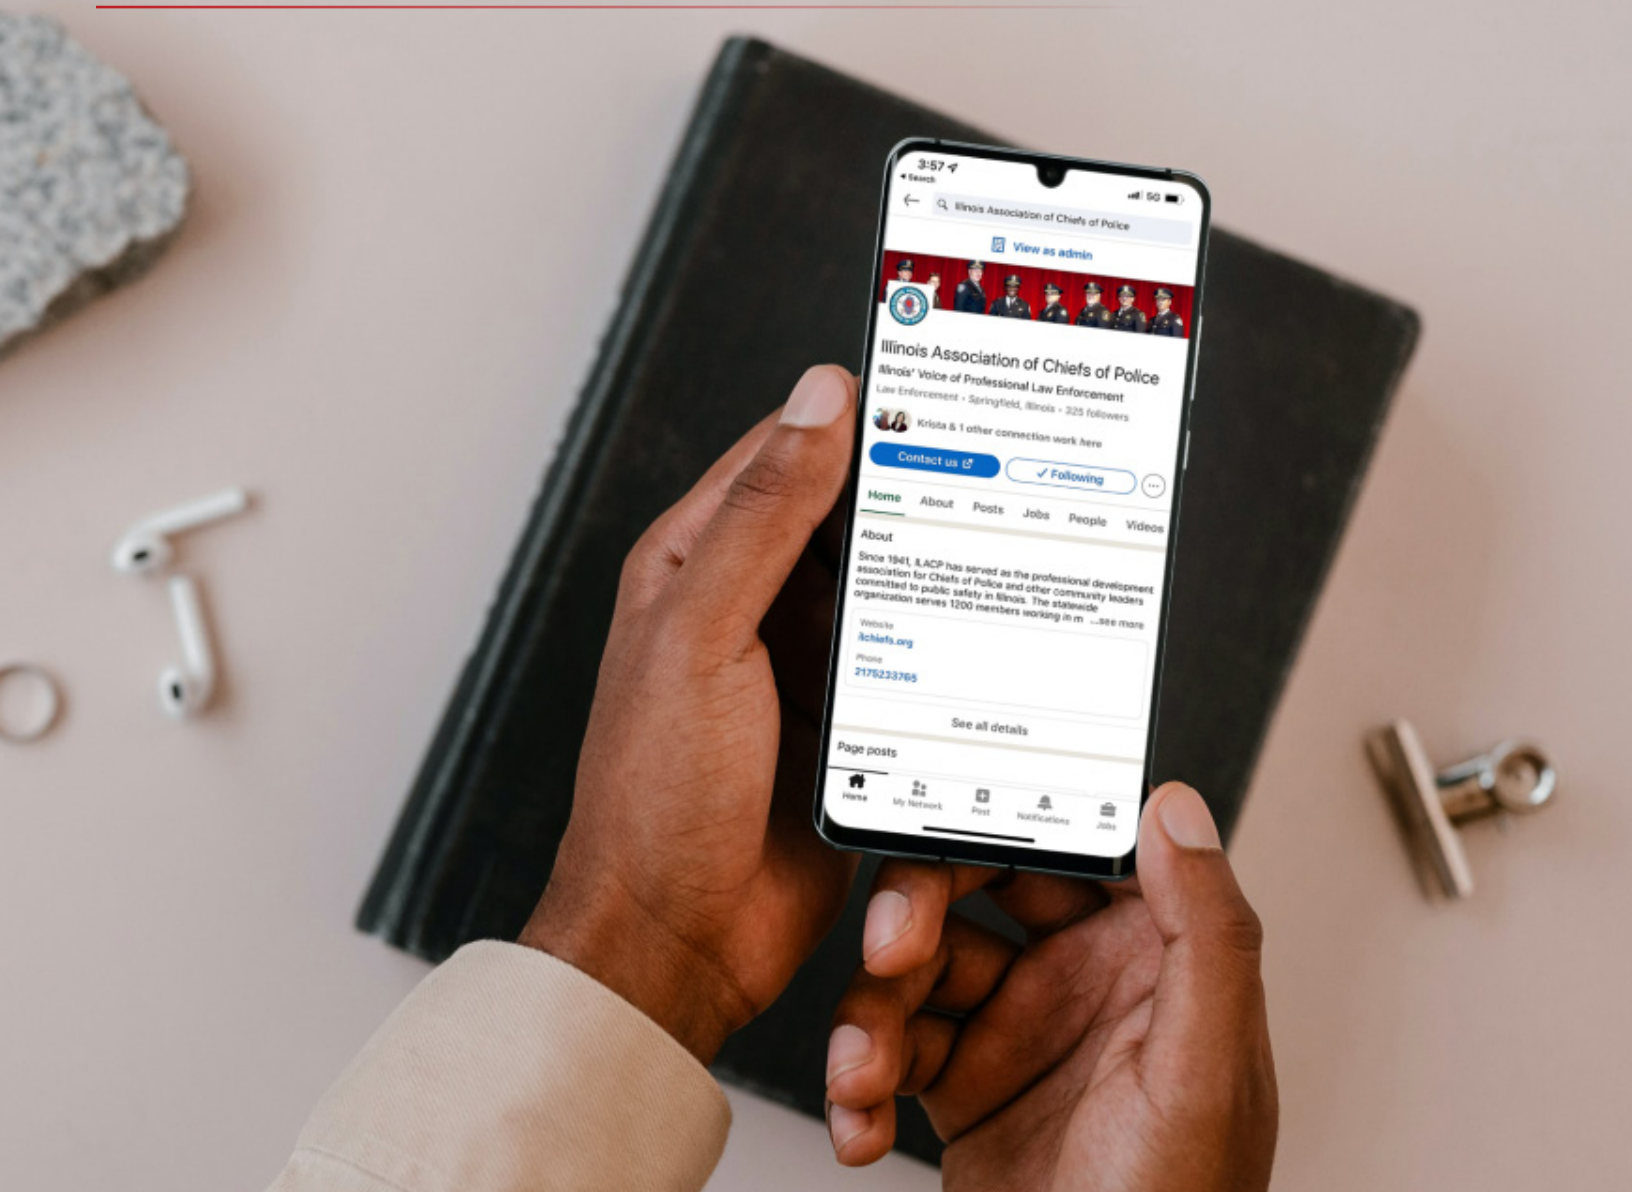 3:57
Search
5G
Illinois Association of Chiefs of Police
View as admin
Illinois Association of Chiefs of Police
Illinois' Voice of Professional Law Enforcement
Law Enforcement • Springfield, Illinois • 325 followers
Krista & 1 other connection work here
Contact us
✓ Following
Home About Posts Jobs People Videos
About
Since 1941, ILACP has served as the professional development
association for Chiefs of Police and other community leaders
committed to public safety in Illinois. The statewide
organization serves 1200 members working in m ...see more
Website
ilchiefs.org
Phone
2175233765
See all details
Page posts
Home My Network Post Notifications Jobs